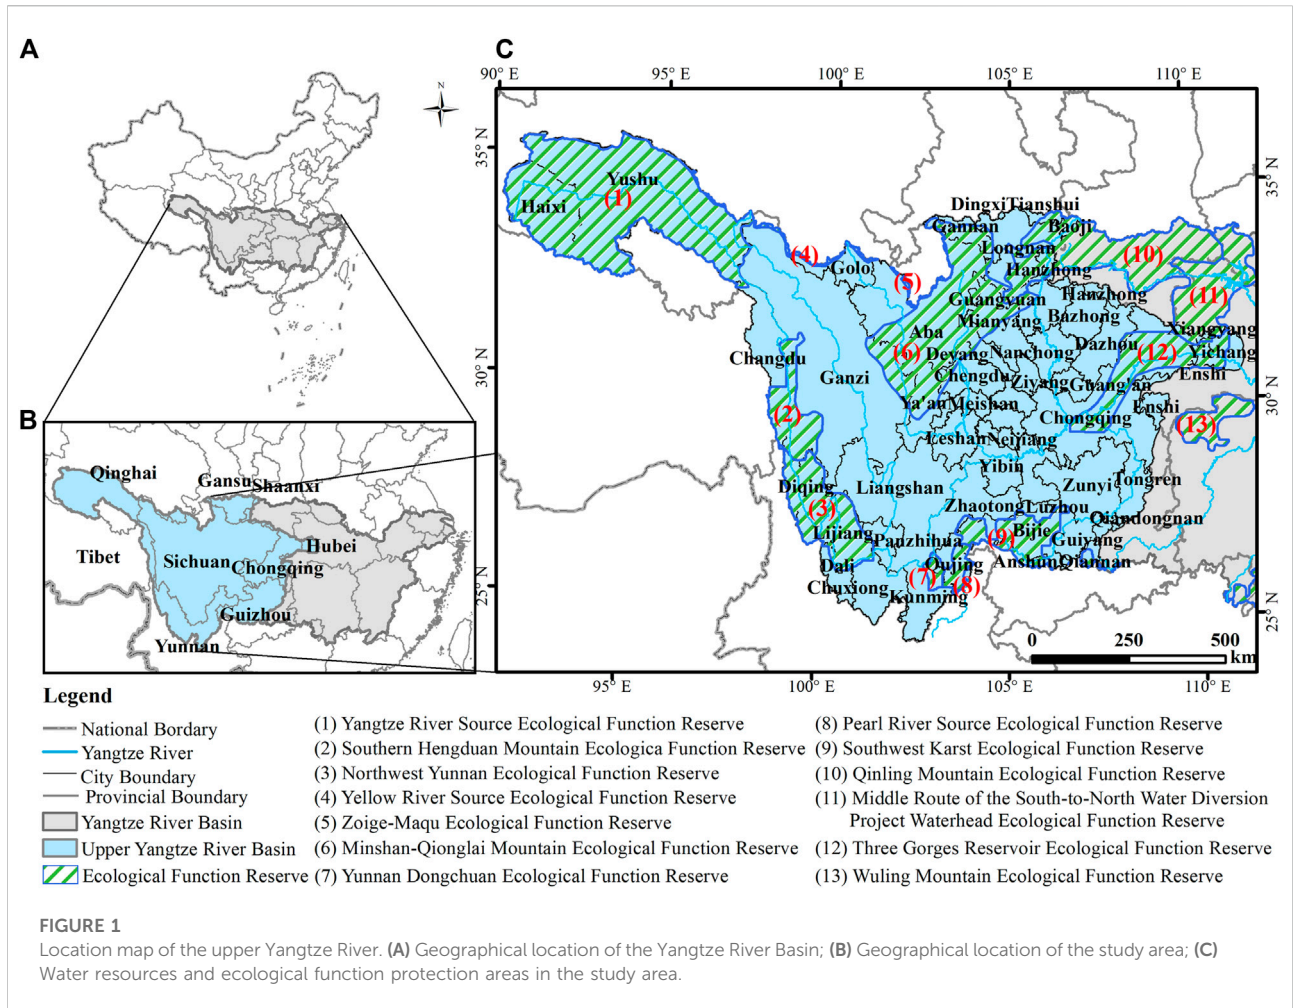 A
N
C
90° E
95° E
100° E
105° E
110° E
35° N
30° N
25° N
35° N
30° N
25° N
95° E
100° E
105° E
110° E
Yushu
(1)
Haixi
DingxiTianshui
Gannan
Baoji
Longnan
(4)
(10)
Golo
Hanzhong
(5)
Guangyuan
Hanzhong
(11)
Mianyang
Bazhong
Aba
Xiangyang
Dazhou
(6)
Deyang
Nanchong
(12)
Yichang
Changdu
Ganzi
Chengdu
Ziyang
Guang'an
Enshi
Ya'an
Meishan
Enshi
(2)
Chongqing
(13)
Leshan
Neijiang
Yibin
Diqing
Liangshan
Zunyi
Tongren
(3)
Zhaotong
Luzhou
Qiandongnan
Lijiang
Panzhihua
(9)
Bijie
Guiyang
Dali
Qujing
Anshun
Qiannan
Chuxiong
(7)
(8)
Kunming
0
250
500
km
B
Qinghai
Gansu
Shaanxi
Tibet
Sichuan
Hubei
Chongqing
Guizhou
Yunnan
Legend
National Bordary
Yangtze River
City Boundary
Provincial Boundary
Yangtze River Basin
Upper Yangtze River Basin
Ecological Function Reserve
(1) Yangtze River Source Ecological Function Reserve
(2) Southern Hengduan Mountain Ecologica Function Reserve
(3) Northwest Yunnan Ecological Function Reserve
(4) Yellow River Source Ecological Function Reserve
(5) Zoige-Maqu Ecological Function Reserve
(6) Minshan-Qionglai Mountain Ecological Function Reserve
(7) Yunnan Dongchuan Ecological Function Reserve
(8) Pearl River Source Ecological Function Reserve
(9) Southwest Karst Ecological Function Reserve
(10) Qinling Mountain Ecological Function Reserve
(11) Middle Route of the South-to-North Water Diversion
Project Waterhead Ecological Function Reserve
(12) Three Gorges Reservoir Ecological Function Reserve
(13) Wuling Mountain Ecological Function Reserve
FIGURE 1
Location map of the upper Yangtze River. (A) Geographical location of the Yangtze River Basin; (B) Geographical location of the study area; (C)
Water resources and ecological function protection areas in the study area.